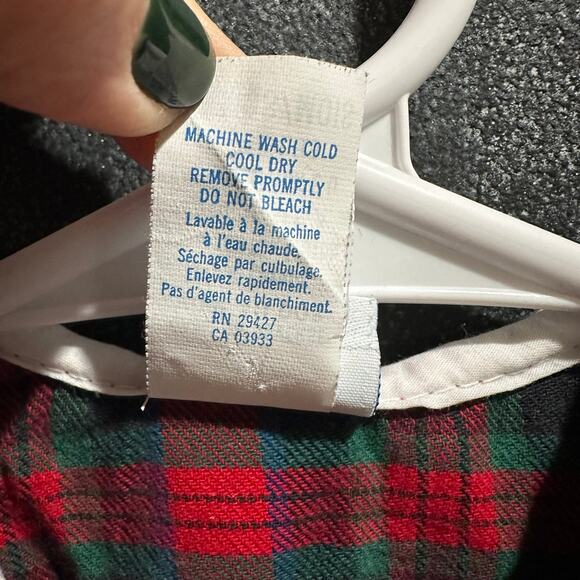 MACHINE WASH COLD
COOL DRY
REMOVE PROMPTLY
DO NOT BLEACH
Lavable à la machine
à l'eau chaude.
Séchage par culbulage.
Enlevez rapidement.
Pas d'agent de blanchiment.
RN 29427
CA 03933